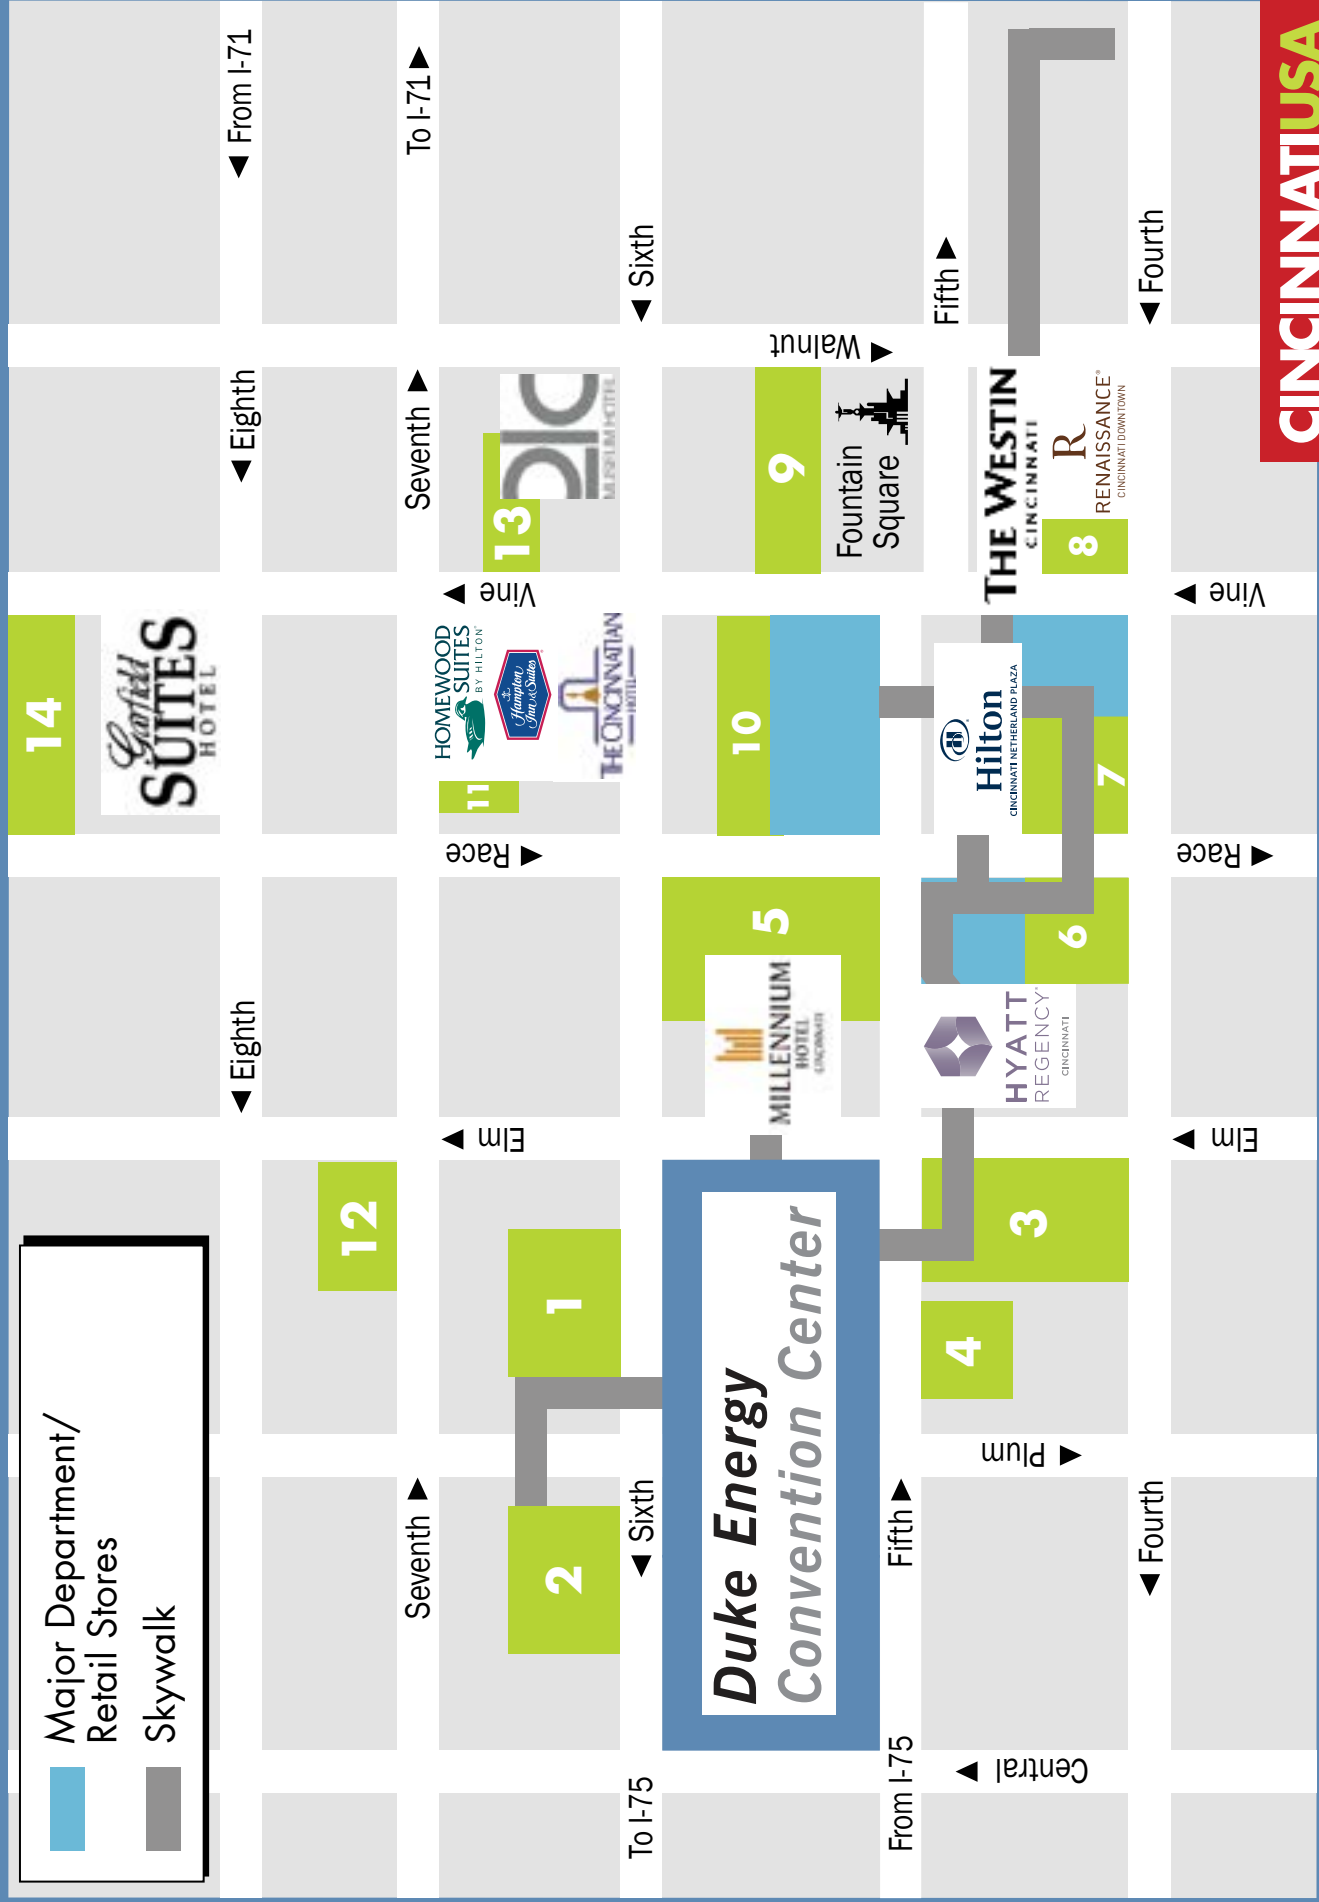 Major Department/
Retail Stores
Skywalk
14
Garfield
SUITES
HOTEL
◀ From I-71
◀ Eighth
◀ Eighth
12
To I-71 ▶
Seventh ▶
Seventh ▶
Vine
Race
Elm
2
1
11
HOMEWOOD
SUITES
BY HILTON
Hampton
Inn & Suites
THE CINCINNATIAN
HOTEL
13
21C
MUSEUM HOTEL
To I-75
◀ Sixth
◀ Sixth
Duke Energy
Convention Center
MILLENNIUM
HOTEL
CINCINNATI
5
10
9
Walnut
Fountain
Square
From I-75
Fifth ▶
Fifth ▶
Central
Plum
4
3
HYATT
REGENCY
CINCINNATI
6
Hilton
CINCINNATI NETHERLAND PLAZA
7
THE WESTIN
CINCINNATI
8
R
RENAISSANCE®
CINCINNATI DOWNTOWN
◀ Fourth
◀ Fourth
Elm
Race
Vine
CINCINNATIUSA